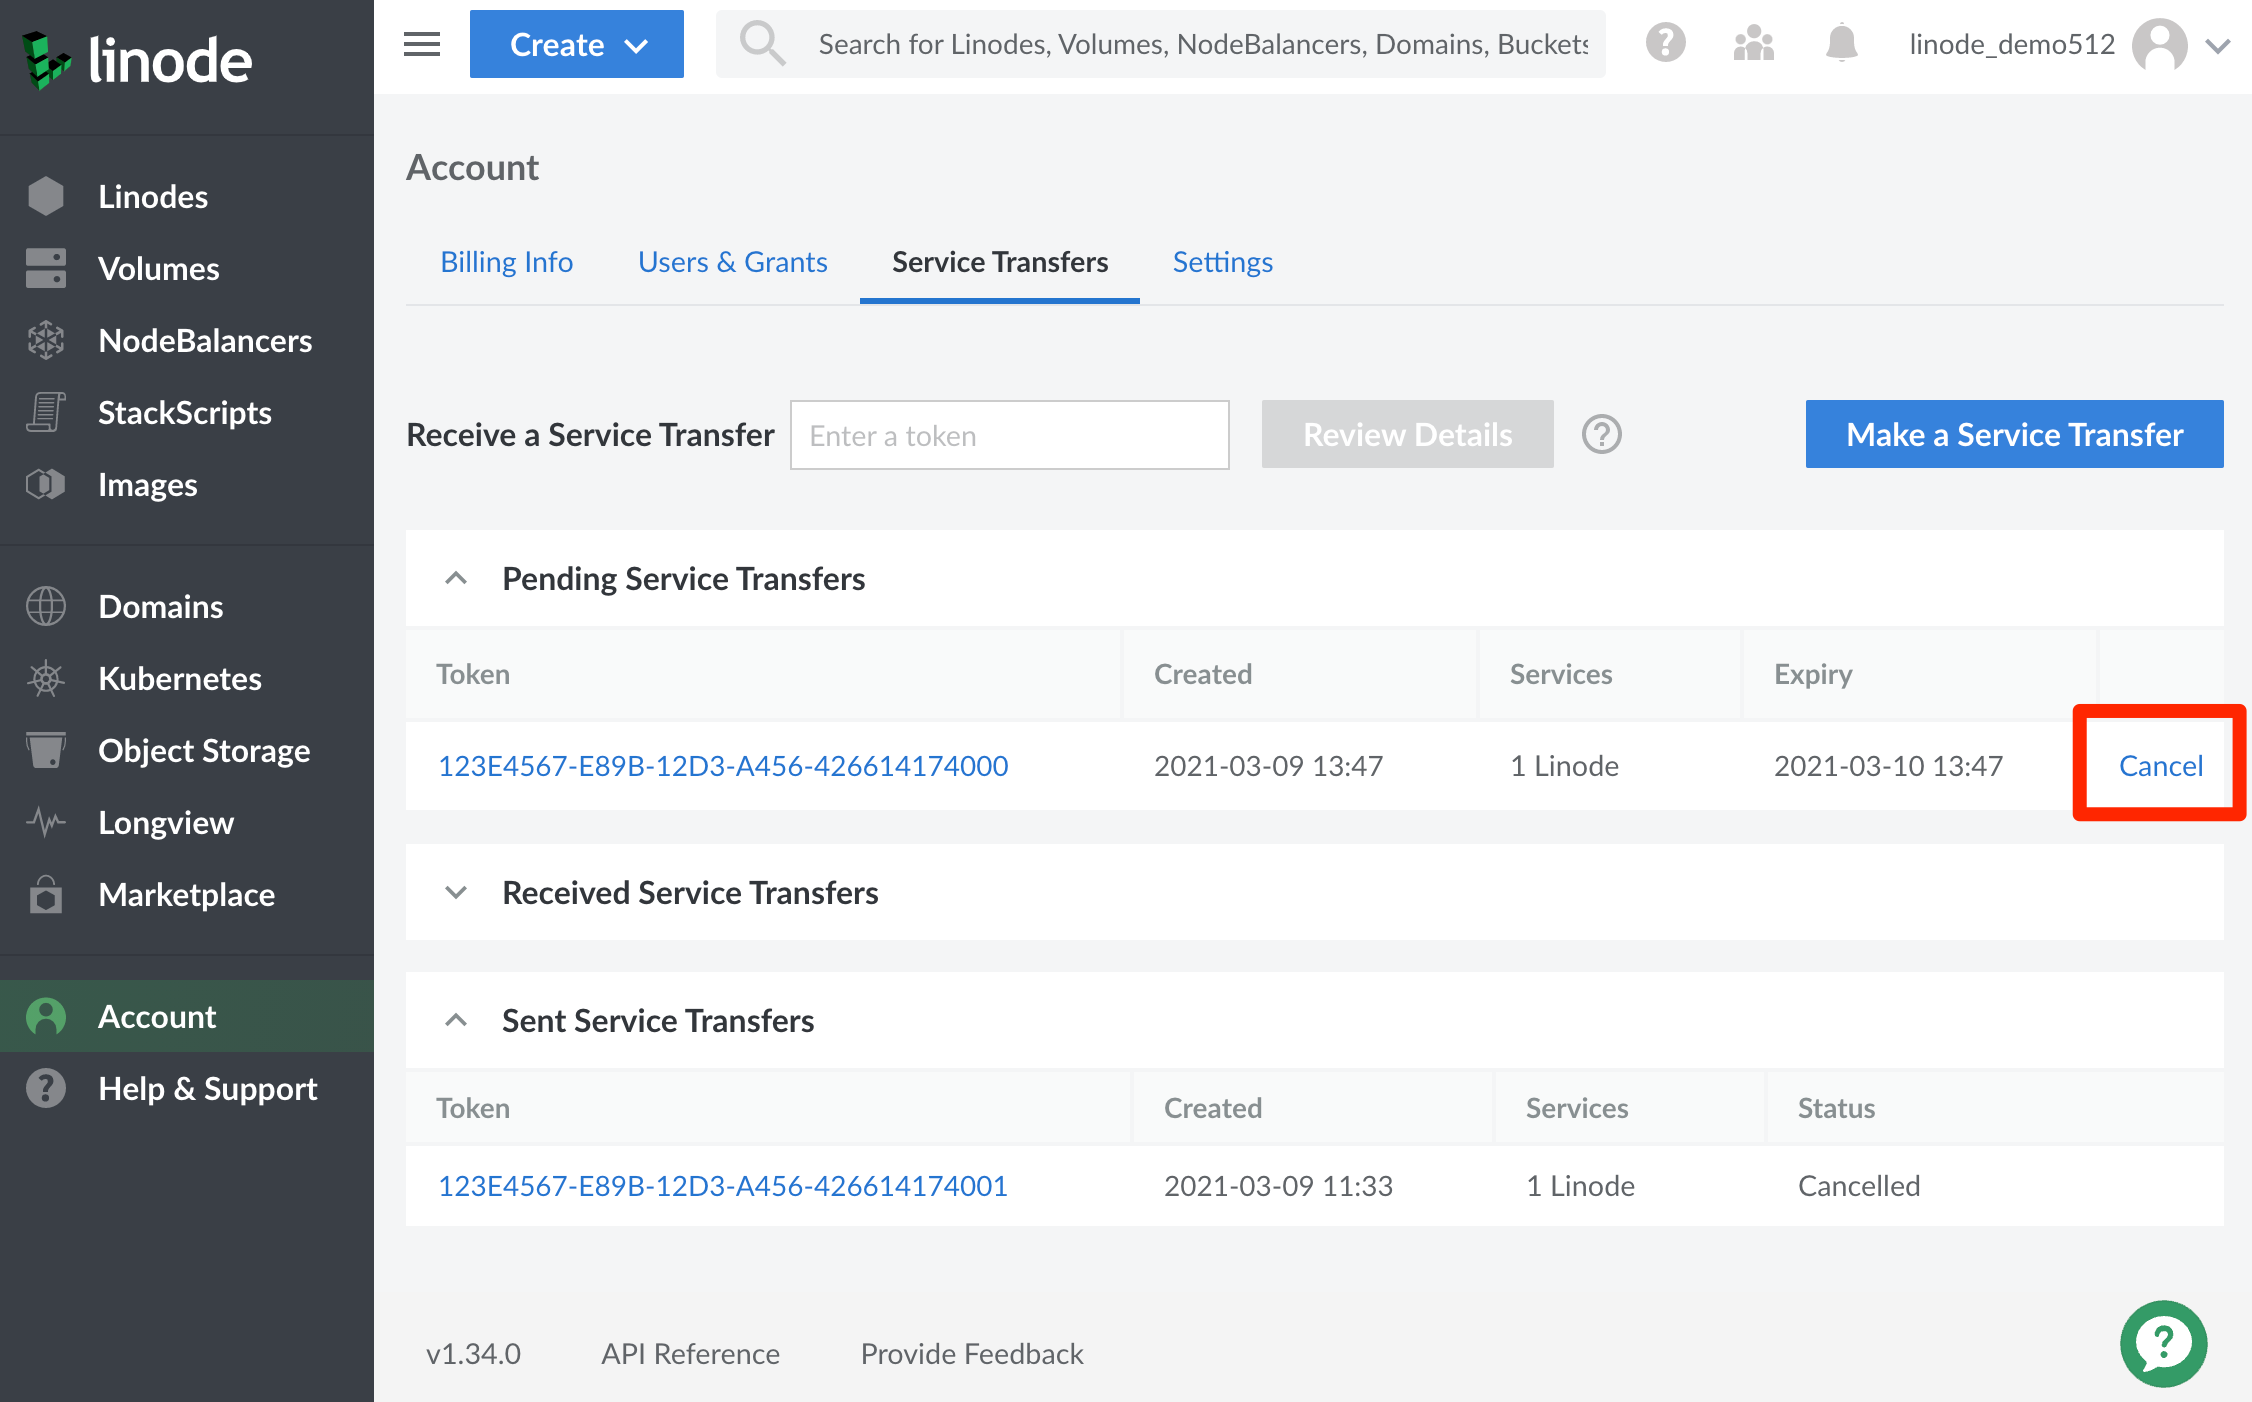 linode
Create
Search for Linodes, Volumes, NodeBalancers, Domains, Buckets
linode_demo512
Linodes
Volumes
NodeBalancers
StackScripts
Images
Domains
Kubernetes
Object Storage
Longview
Marketplace
Account
Help & Support
Account
Billing Info Users & Grants Service Transfers Settings
Receive a Service Transfer Enter a token Review Details ? Make a Service Transfer
Pending Service Transfers
Token Created Services Expiry
123E4567-E89B-12D3-A456-426614174000 2021-03-09 13:47 1 Linode 2021-03-10 13:47 Cancel
Received Service Transfers
Sent Service Transfers
Token Created Services Status
123E4567-E89B-12D3-A456-426614174001 2021-03-09 11:33 1 Linode Cancelled
v1.34.0 API Reference Provide Feedback